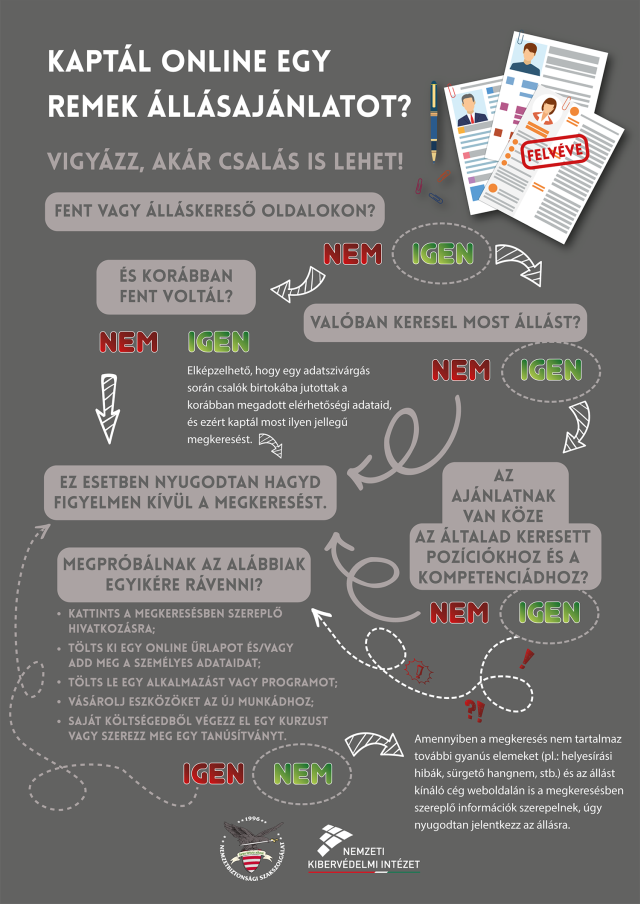 KAPTÁL ONLINE EGY
REMEK ÁLLÁSAJÁNLATOT?
VIGYÁZZ, AKÁR CSALÁS IS LEHET!
FELVÉVE
FENT VAGY ÁLLÁSKERESŐ OLDALOKON?
NEM IGEN
ÉS KORÁBBAN
FENT VOLTÁL?
NEM IGEN
VALÓBAN KERESEL MOST ÁLLÁST?
NEM IGEN
Elképzelhető, hogy egy adatszivárgás
során csalók birtokába jutottak a
korábban megadott elérhetőségi adataid,
és ezért kaptál most ilyen jellegű
megkeresést.
EZ ESETBEN NYUGODTAN HAGYD
FIGYELMEN KÍVÜL A MEGKERESÉST.
AZ
AJÁNLATNAK
VAN KÖZE
AZ ÁLTALAD KERESETT
POZÍCIÓKHOZ ÉS A
KOMPETENCIÁDHOZ?
NEM IGEN
MEGPRÓBÁLNAK AZ ALÁBBIAK
EGYIKÉRE RÁVENNI?
• KATTINTS A MEGKERESÉSBEN SZEREPLŐ
HIVATKOZÁSRA;
• TÖLTS KI EGY ONLINE ŰRLAPOT ÉS/VAGY
ADD MEG A SZEMÉLYES ADATAIDAT;
• TÖLTS LE EGY ALKALMAZÁST VAGY PROGRAMOT;
• VÁSÁROLJ ESZKÖZÖKET AZ ÚJ MUNKÁDHOZ;
• SAJÁT KÖLTSÉGEDBŐL VÉGEZZ EL EGY KURZUST
VAGY SZEREZZ MEG EGY TANÚSÍTVÁNYT.
IGEN NEM
!
!
?!
Amennyiben a megkeresés nem tartalmaz
további gyanús elemeket (pl.: helyesírási
hibák, sürgető hangnem, stb.) és az állást
kínáló cég weboldalán is a megkeresésben
szereplő információk szerepelnek, úgy
nyugodtan jelentkezz az állásra.
1996
NEMZETBIZTONSÁGI SZAKSZOLGÁLAT
NEMZETI
KIBERVÉDELMI INTÉZET